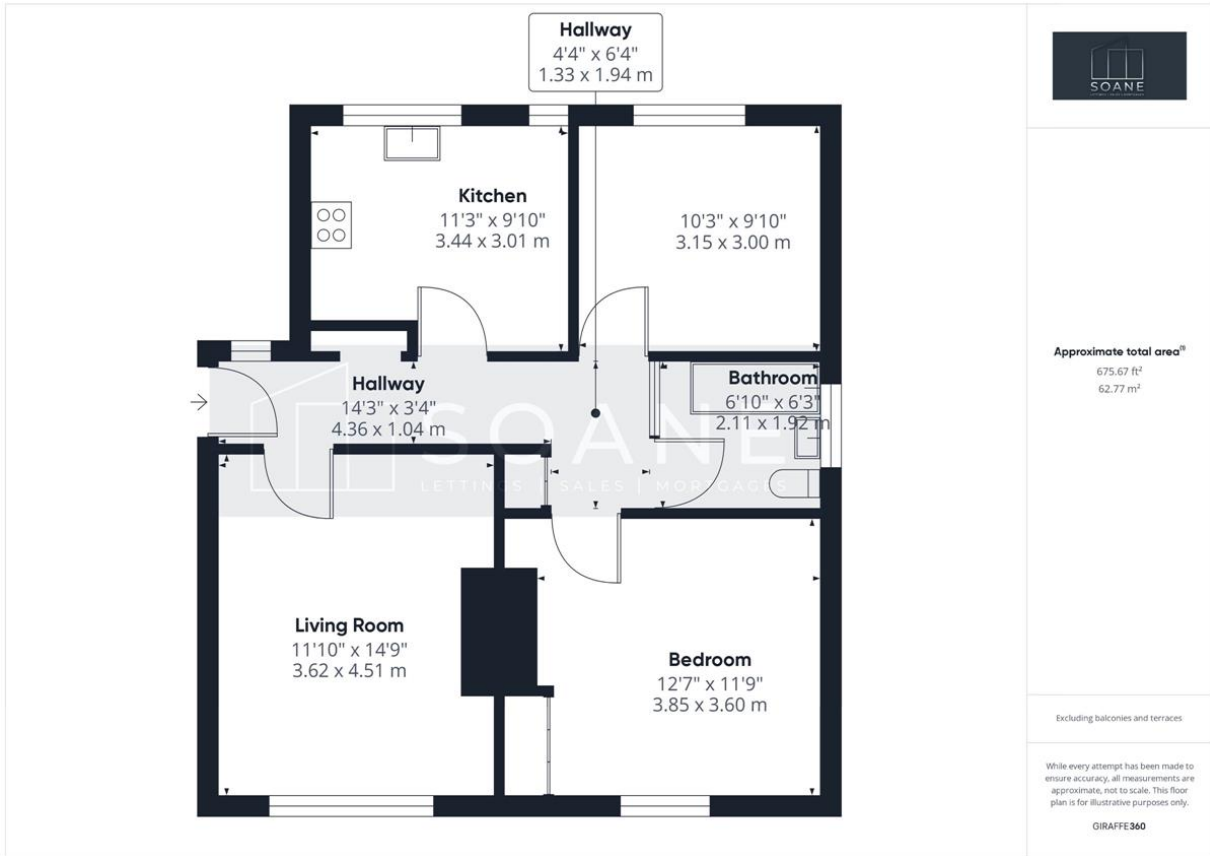 Hallway
4'4" x 6'4"
1.33 x 1.94 m
Kitchen
11'3" x 9'10"
3.44 x 3.01 m
10'3" x 9'10"
3.15 x 3.00 m
Hallway
14'3" x 3'4"
4.36 x 1.04 m
Bathroom
6'10" x 6'3"
2.11 x 1.92 m
SOANE
LETTINGS | SALES | MORTGAGES
Living Room
11'10" x 14'9"
3.62 x 4.51 m
Bedroom
12'7" x 11'9"
3.85 x 3.60 m
SOANE
Approximate total area⁽¹⁾
675.67 ft²
62.77 m²
Excluding balconies and terraces
While every attempt has been made to
ensure accuracy, all measurements are
approximate, not to scale. This floor
plan is for illustrative purposes only.
GIRAFFE360